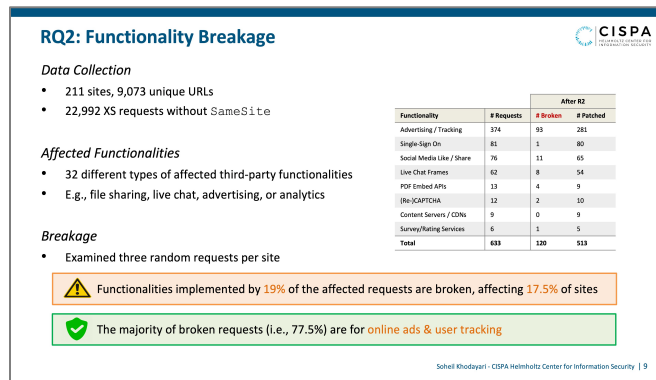 RQ2: Functionality Breakage
CISPA
HELMHOLTZ CENTER FOR
INFORMATION SECURITY
Data Collection
• 211 sites, 9,073 unique URLs
• 22,992 XS requests without SameSite
Affected Functionalities
• 32 different types of affected third-party functionalities
• E.g., file sharing, live chat, advertising, or analytics
Breakage
• Examined three random requests per site
After R2
Functionality # Requests # Broken # Patched
Advertising / Tracking 374 93 281
Single-Sign On 81 1 80
Social Media Like / Share 76 11 65
Live Chat Frames 62 8 54
PDF Embed APIs 13 4 9
(Re-)CAPTCHA 12 2 10
Content Servers / CDNs 9 0 9
Survey/Rating Services 6 1 5
Total 633 120 513
Functionalities implemented by 19% of the affected requests are broken, affecting 17.5% of sites
The majority of broken requests (i.e., 77.5%) are for online ads & user tracking
Soheil Khodayari - CISPA Helmholtz Center for Information Security | 9